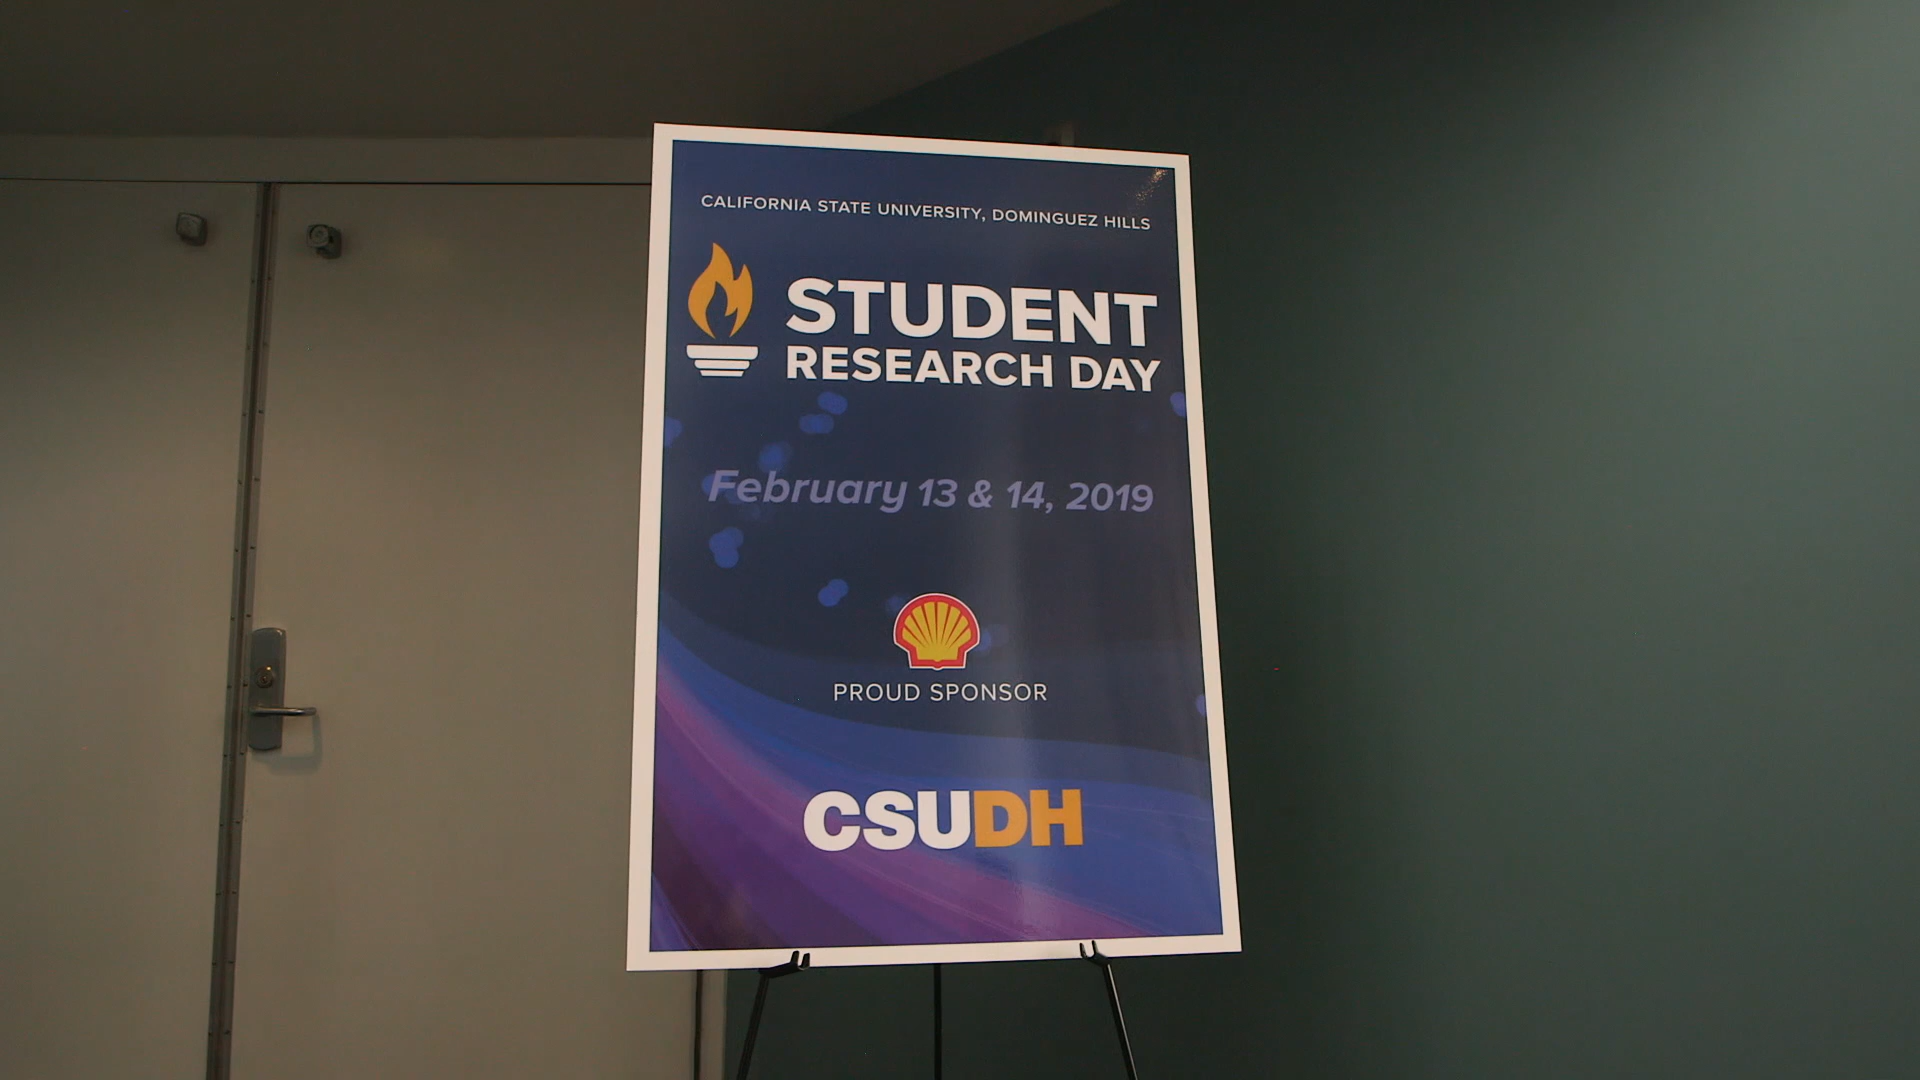 CALIFORNIA STATE UNIVERSITY, DOMINGUEZ HILLS
STUDENT
RESEARCH DAY
February 13 & 14, 2019
PROUD SPONSOR
CSUDH